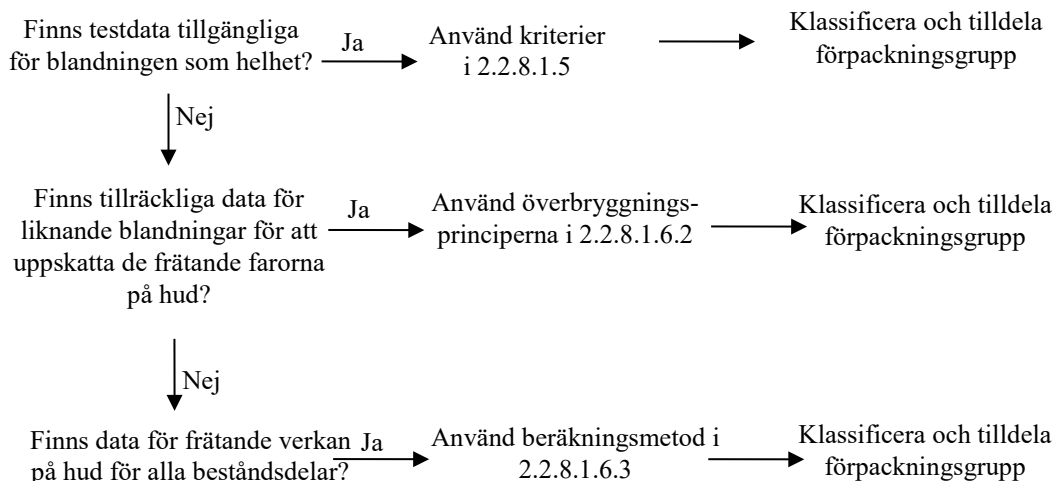 Finns testdata tillgängliga
för blandningen som helhet?
Ja
Använd kriterier
i 2.2.8.1.5
Klassificera och tilldela
förpackningsgrupp
Nej
Finns tillräckliga data för
liknande blandningar för att
uppskatta de frätande farorna
på hud?
Ja
Använd överbryggnings-
principerna i 2.2.8.1.6.2
Klassificera och tilldela
förpackningsgrupp
Nej
Finns data för frätande verkan
på hud för alla beståndsdelar?
Ja
Använd beräkningsmetod i
2.2.8.1.6.3
Klassificera och tilldela
förpackningsgrupp